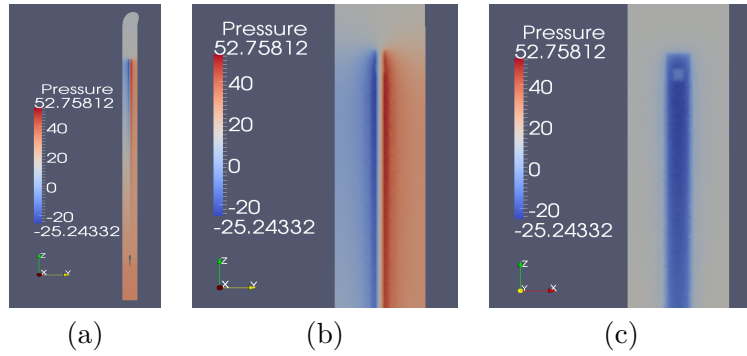 Pressure
52.75812
40
20
0
-20
-25.24332
Z
X
Y
(a)
Pressure
52.75812
40
20
0
-20
-25.24332
Z
X
Y
(b)
Pressure
52.75812
40
20
0
-20
-25.24332
Z
Y
X
(c)